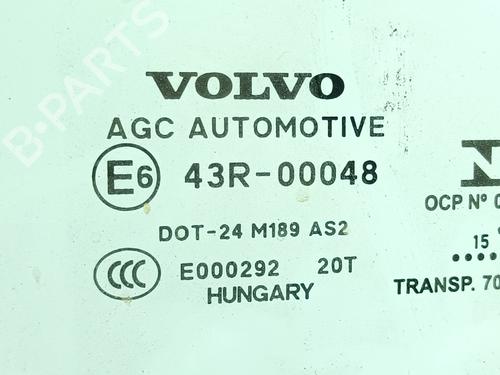 B-PARTS
VOLVO
AGC AUTOMOTIVE
E6 43R-00048
DOT-24 M189 AS2
CCC E000292 20T
HUNGARY
OCP Nº
15
TRANSP. 70